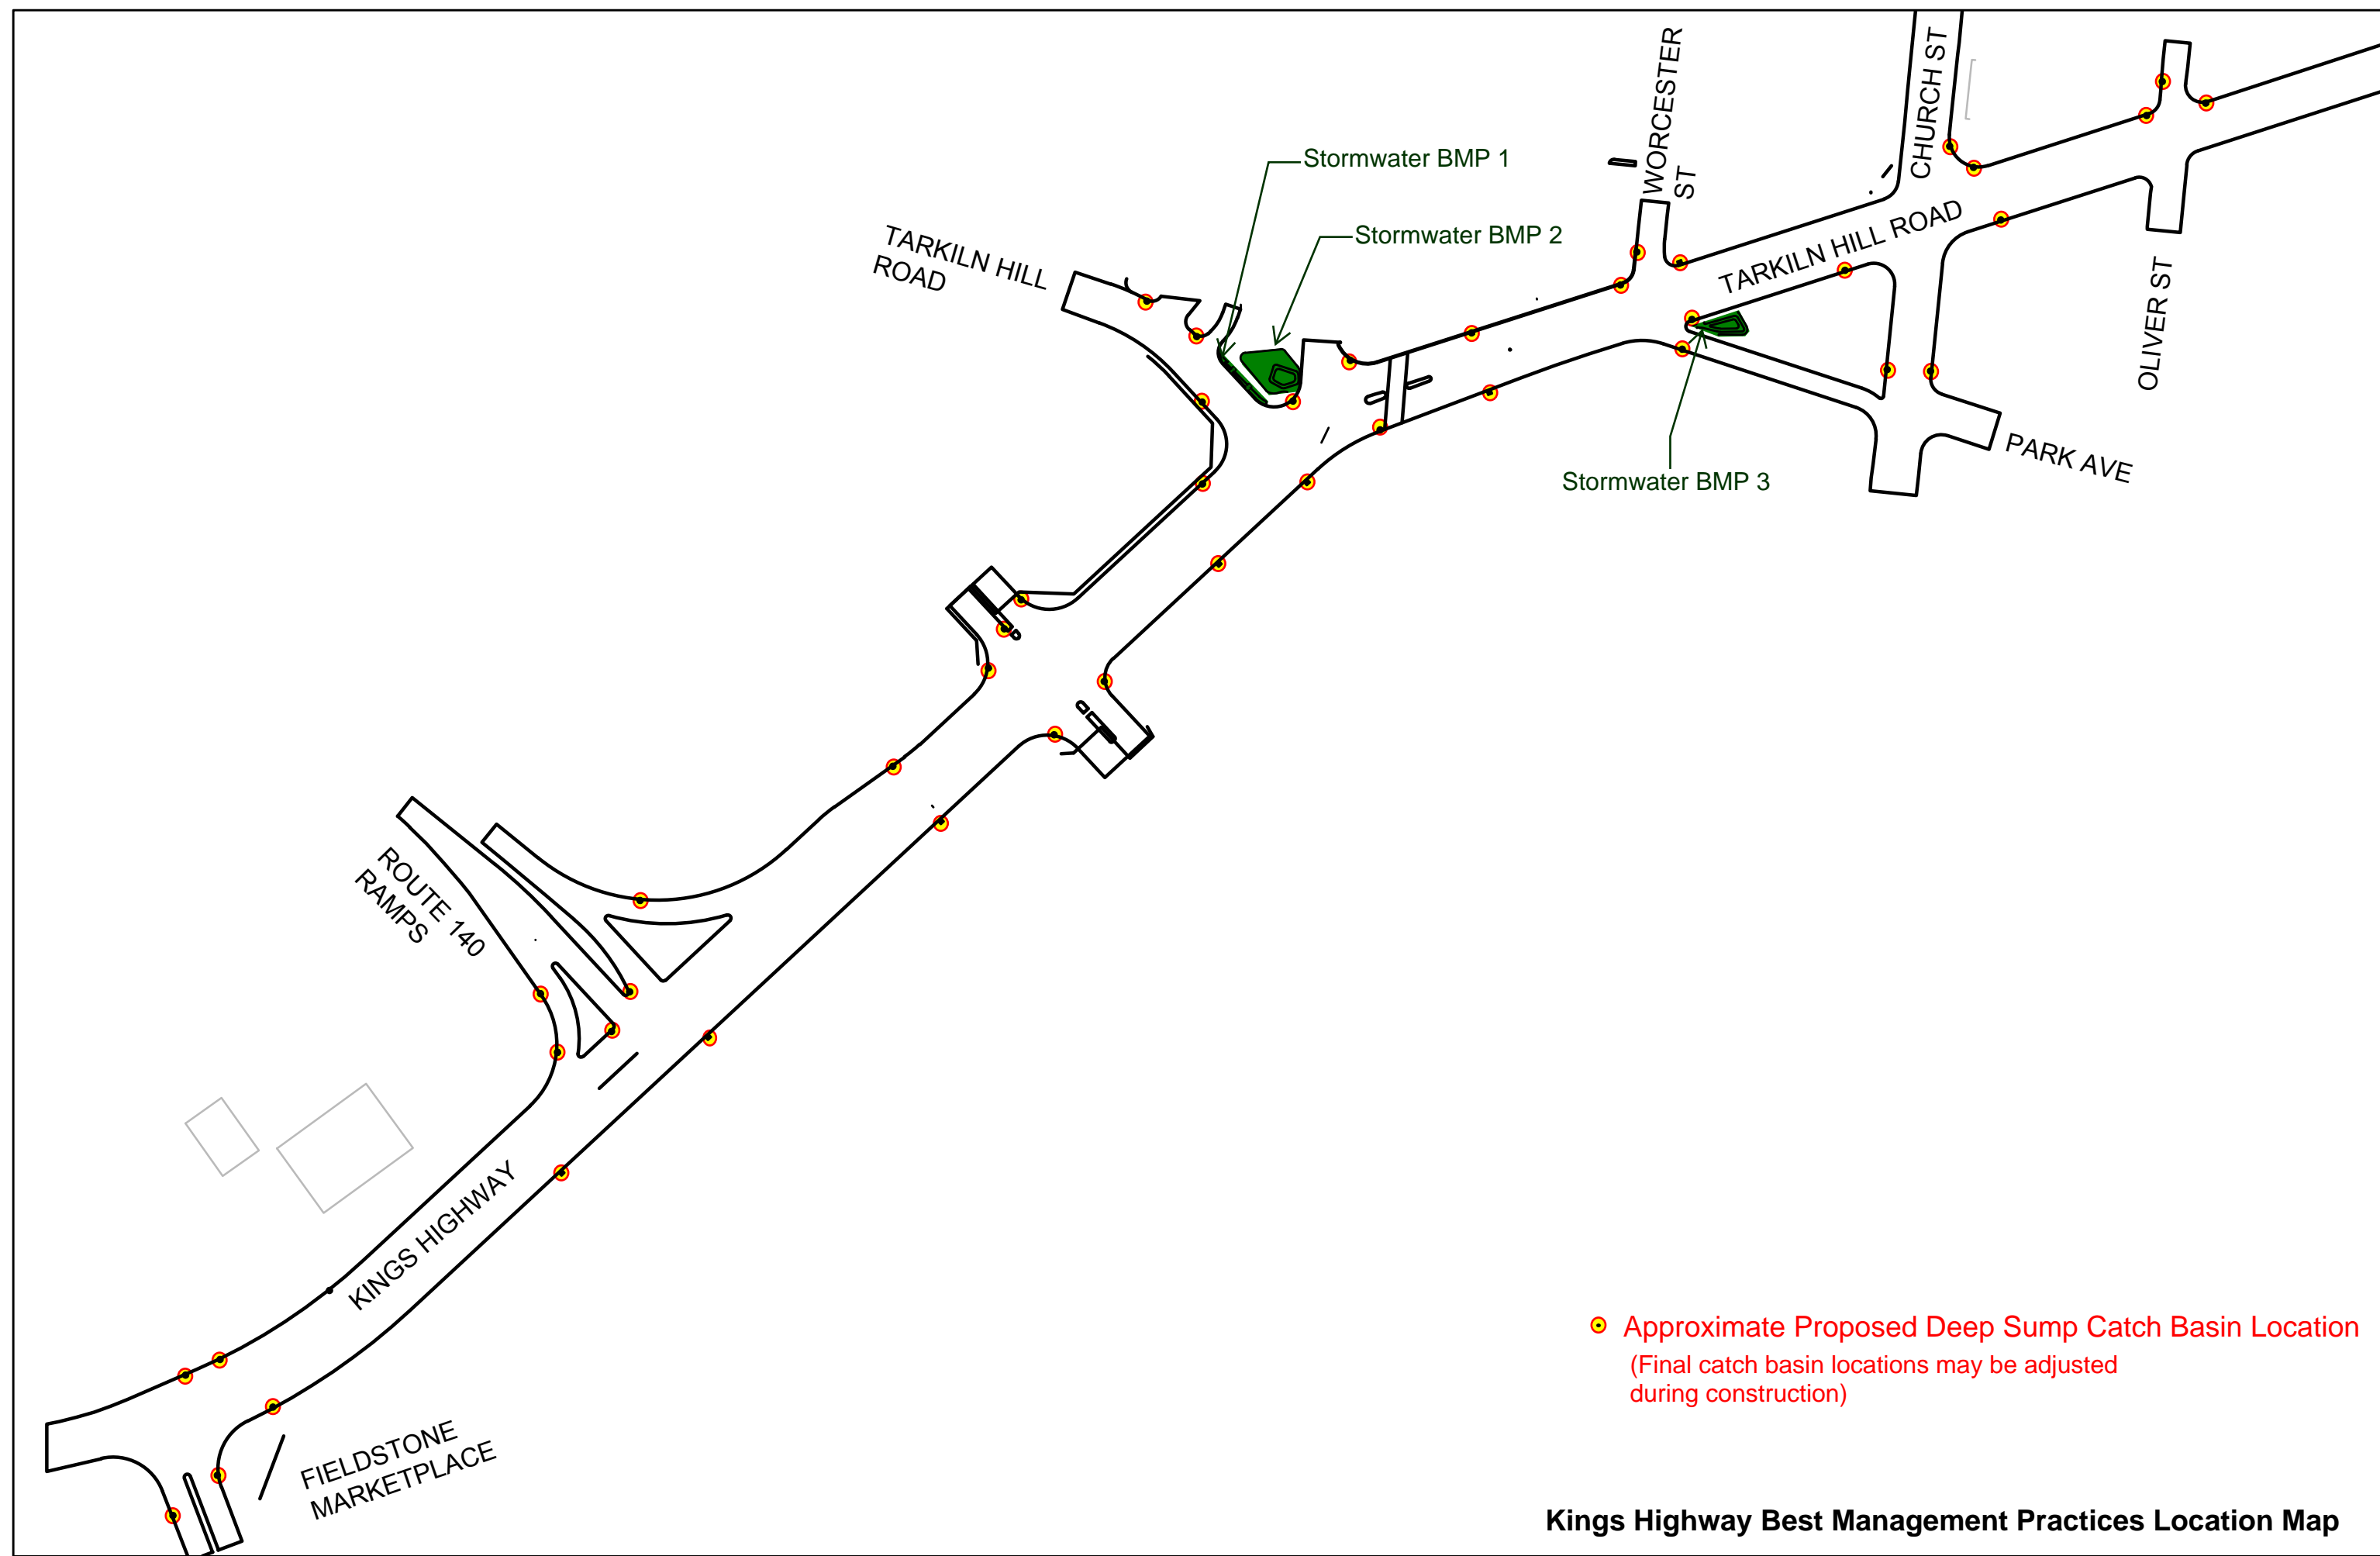 WORCESTER
ST
CHURCH ST
Stormwater BMP 1
Stormwater BMP 2
TARKILN HILL
ROAD
TARKILN HILL ROAD
OLIVER ST
PARK AVE
Stormwater BMP 3
ROUTE 140
RAMPS
KINGS HIGHWAY
FIELDSTONE
MARKETPLACE
Approximate Proposed Deep Sump Catch Basin Location
(Final catch basin locations may be adjusted
during construction)
Kings Highway Best Management Practices Location Map